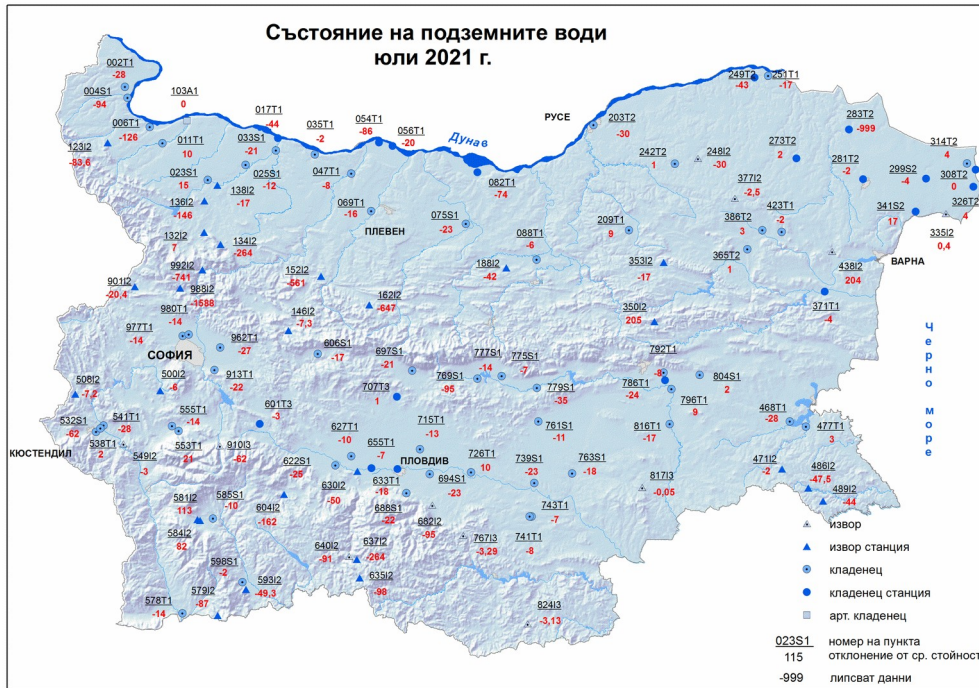 Състояние на подземните води
юли 2021 г.
002T1
-28
004S1
-94
103A1
0
006T1
-126
123I2
-83,6
011T1
10
017T1
-44
033S1
-21
035T1
-2
054T1
-86
056T1
-20
Дунав
РУСЕ
203T2
-30
249T2
-43
251T1
-17
283T2
-999
273T2
2
314T2
4
308T2
0
281T2
-2
299S2
-4
326T2
4
242T2
1
248I2
-30
377I2
-2,5
023S1
15
025S1
-12
047T1
-8
082T1
-74
138I2
-17
136I2
-146
069T1
-16
ПЛЕВЕН
075S1
-23
088T1
-6
209T1
9
386T2
3
423T1
-2
341S2
17
335I2
0,4
ВАРНА
132I2
7
134I2
-264
992I2
-741
988I2
-1588
901I2
-20,4
152I2
-561
188I2
-42
353I2
-17
365T2
1
438I2
204
162I2
-647
146I2
-7,3
350I2
205
371T1
-4
980T1
-14
977T1
-14
СОФИЯ
962T1
-27
606S1
-17
697S1
-21
777S1
-14
775S1
-7
792T1
-8
Черно море
913T1
-22
500I2
-6
508I2
-7,2
769S1
-95
779S1
-35
786T1
-24
804S1
2
707T3
1
796T1
9
601T3
-3
532S1
-62
541T1
-28
555T1
-14
КЮСТЕНДИЛ
538T1
2
549I2
-3
553T1
21
910I3
-62
627T1
-10
655T1
-7
715T1
-13
761S1
-11
816T1
-17
468T1
-28
477T1
3
ПЛОВДИВ
622S1
-25
630I2
-50
633T1
-18
694S1
-23
726T1
10
739S1
-23
763S1
-18
817I3
-0,05
471I2
-2
486I2
-47,5
489I2
-44
581I2
113
585S1
-10
604I2
-162
688S1
-22
682I2
-95
743T1
-7
584I2
82
640I2
-91
637I2
-264
767I3
-3,29
741T1
-8
598S1
-2
593I2
-49,3
635I2
-98
578T1
-14
579I2
-87
824I3
-3,13
извор
извор станция
кладенец
кладенец станция
арт. кладенец
023S1 номер на пункта
115 отклонение от ср. стойност
-999 липсват данни